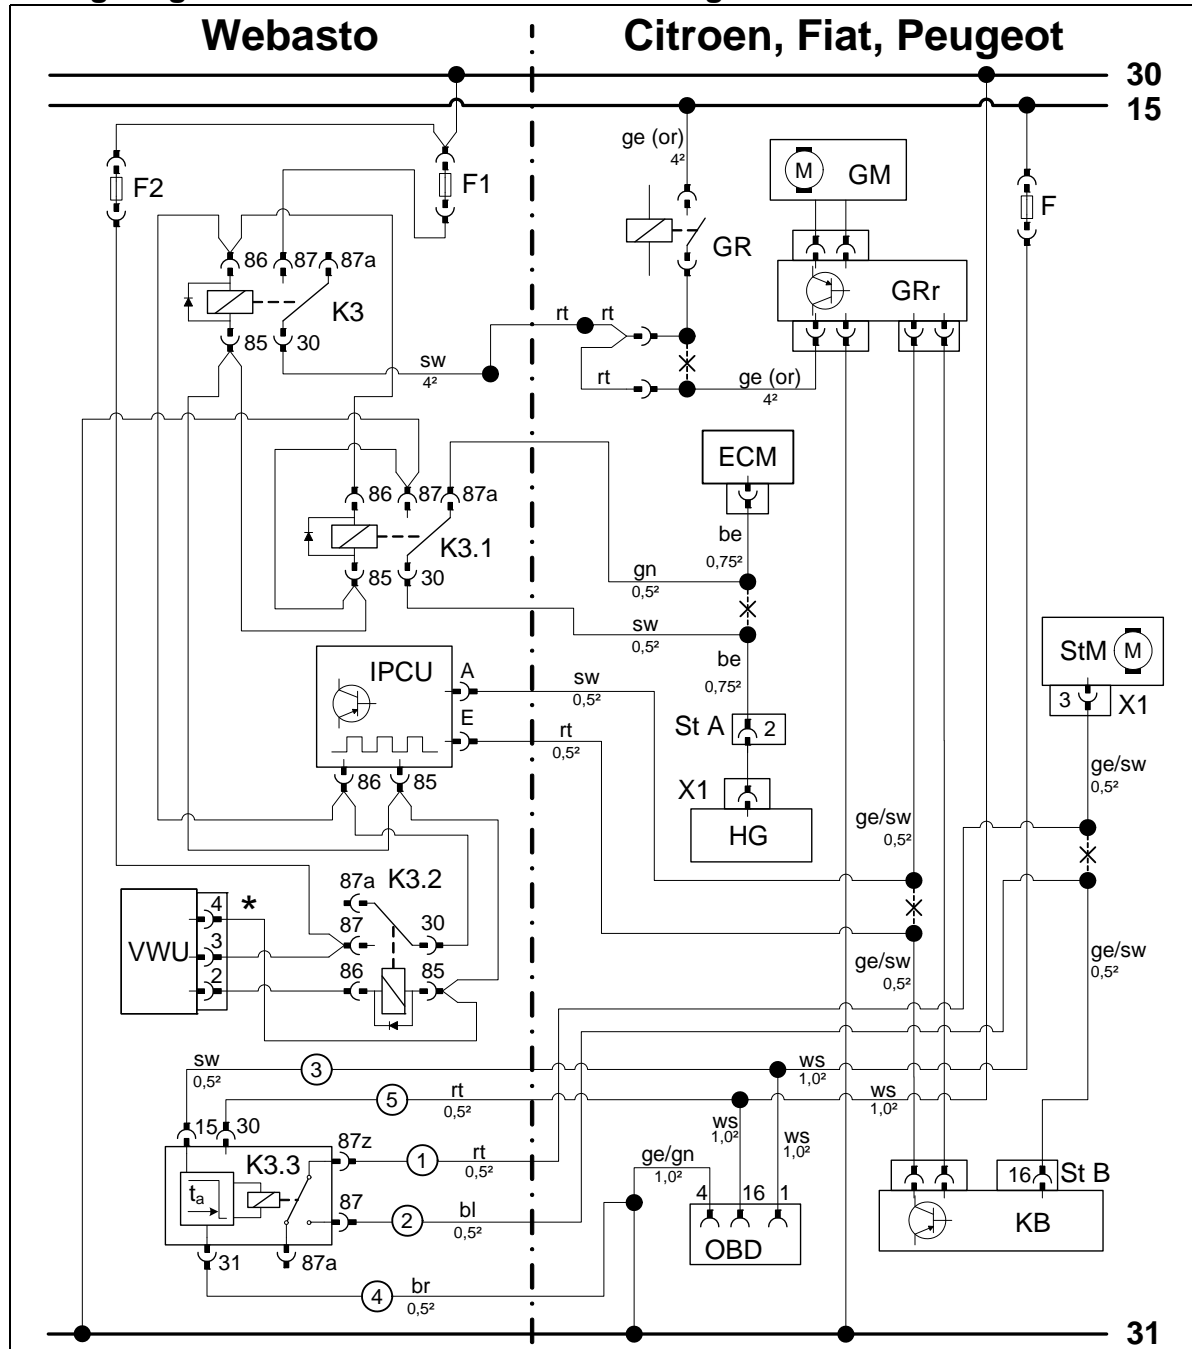 Webasto
Citroen, Fiat, Peugeot
30
15
ge (or)
4²
M
GM
F2
F1
F
GR
86
87
87a
GRr
K3
85
30
rt
rt
sw
4²
rt
ge (or)
4²
ECM
86
87
87a
be
0,75²
K3.1
85
30
gn
0,5²
sw
0,5²
be
0,75²
StM
M
IPCU
A
sw
0,5²
3
X1
E
rt
0,5²
St A
2
86
85
X1
ge/sw
0,5²
HG
ge/sw
0,5²
87a
K3.2
4
*
87
30
VWU
3
ge/sw
0,5²
ge/sw
0,5²
2
86
85
sw
0,5²
3
ws
1,0²
5
rt
0,5²
ws
1,0²
15
30
87z
ws
1,0²
ws
1,0²
K3.3
1
rt
0,5²
ge/gn
1,0²
ta
87
4
16
1
16
St B
2
bl
0,5²
OBD
KB
31
87a
4
br
0,5²
31